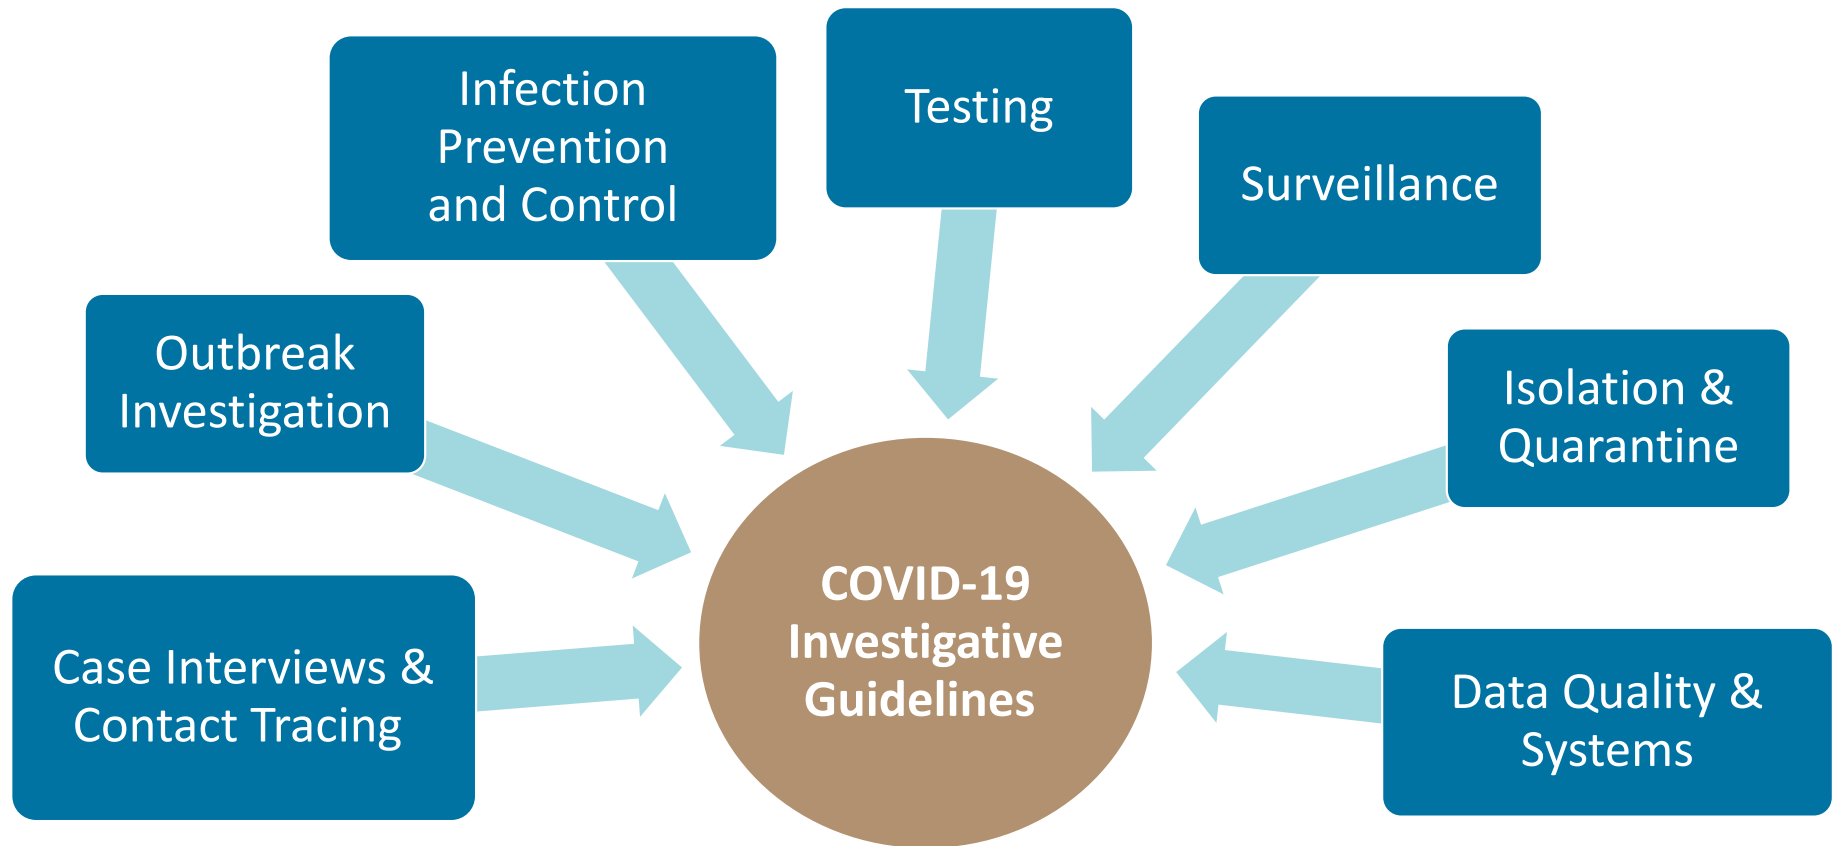 Infection
Prevention
and Control
Testing
Surveillance
Outbreak
Investigation
Isolation &
Quarantine
Case Interviews &
Contact Tracing
COVID-19
Investigative
Guidelines
Data Quality &
Systems